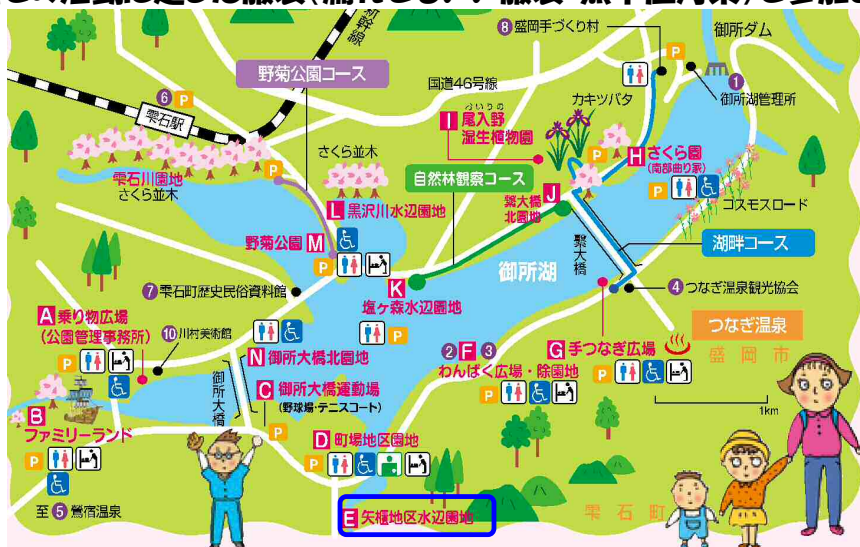 新幹線
⑧盛岡手づくり村
P
御所ダム
①
御所湖管理所
⑥ P
雫石駅
野菊公園コース
国道46号線
カキツバタ
I 尾入野
湿生植物園
かいりの
さくら並木
H さくら園
(南部曲り家)
P
雫石川園地
さくら並木
自然林観察コース
J
繋大橋
北園地
コスモスロード
L 黒沢川水辺園地
野菊公園 M
P
御所湖
繋大橋
湖畔コース
⑦ 雫石町歴史民俗資料館
K
塩ヶ森水辺園地
P
④ つなぎ温泉観光協会
つなぎ温泉
盛岡市
A 乗り物広場
(公園管理事務所)
P
⑩ 川村美術館
N 御所大橋北園地
② F ③
わんぱく広場・除園地
P
G 手つなぎ広場
P
御所大橋
C 御所大橋運動場
(野球場・テニスコート)
P
1km
B
ファミリーランド
P
D 町場地区園地
P
E 矢櫃地区水辺園地
雫石町
至⑤鶯宿温泉